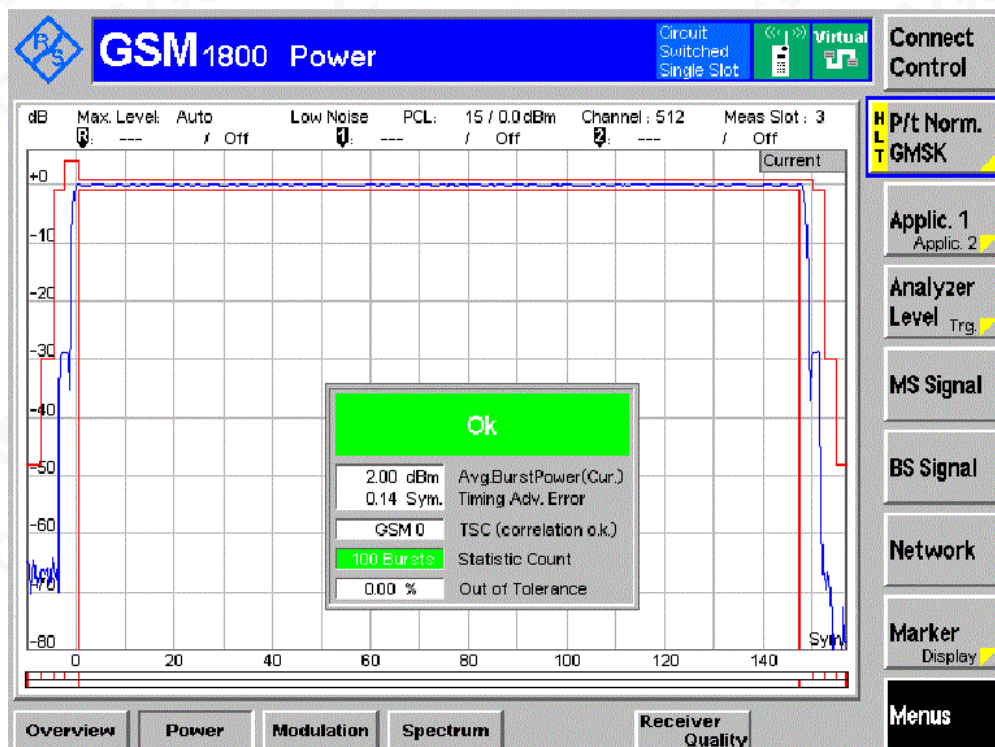 R/S
GSM 1800 Power
Circuit
Switched
Single Slot
Virtual
Connect
Control
dB Max. Level: Auto Low Noise PCL: 15 / 0.0 dBm Channel : 512 Meas Slot : 3
R: --- / Off 1: --- / Off 2: --- / Off
Current
H
L
T
P/t Norm.
GMSK
+0
-10
-20
-30
-40
-50
-60
-70
-80
Ok
2.00 dBm Avg.BurstPower(Cur.)
0.14 Sym. Timing Adv. Error
GSM 0 TSC (correlation o.k.)
100 Bursts Statistic Count
0.00 % Out of Tolerance
Sym
0 20 40 60 80 100 120 140
Applic. 1
Applic. 2
Analyzer
Level Trg.
MS Signal
BS Signal
Network
Marker
Display
Menus
Overview Power Modulation Spectrum Receiver
Quality